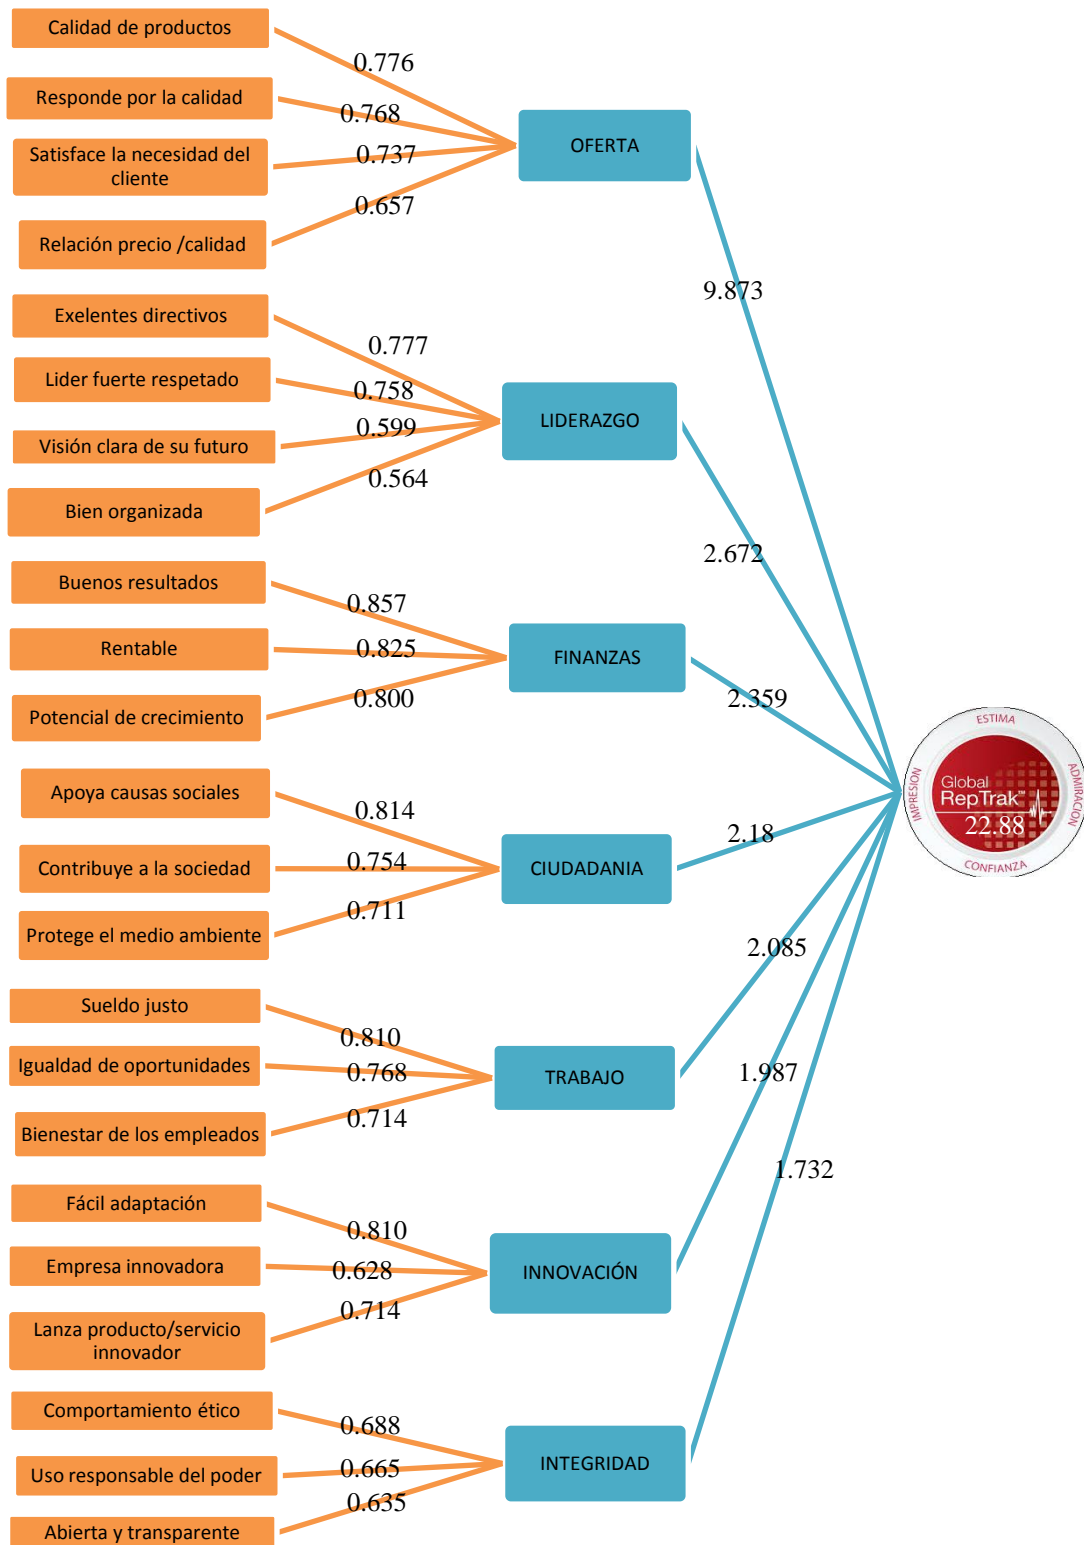 Calidad de productos
0.776
Responde por la calidad
0.768
Satisface la necesidad del
cliente
0.737
Relación precio /calidad
0.657
OFERTA
9.873
Exelentes directivos
0.777
Lider fuerte respetado
0.758
Visión clara de su futuro
0.599
Bien organizada
0.564
LIDERAZGO
2.672
Buenos resultados
0.857
Rentable
0.825
Potencial de crecimiento
0.800
FINANZAS
2.359
Apoya causas sociales
0.814
Contribuye a la sociedad
0.754
Protege el medio ambiente
0.711
CIUDADANIA
2.18
Sueldo justo
0.810
Igualdad de oportunidades
0.768
Bienestar de los empleados
0.714
TRABAJO
2.085
Fácil adaptación
0.810
Empresa innovadora
0.628
Lanza producto/servicio
innovador
0.714
INNOVACIÓN
1.987
Comportamiento ético
0.688
Uso responsable del poder
0.665
Abierta y transparente
0.635
INTEGRIDAD
1.732
ESTIMA
ADMIRACION
CONFIANZA
IMPRESION
Global
RepTrak™
22.88